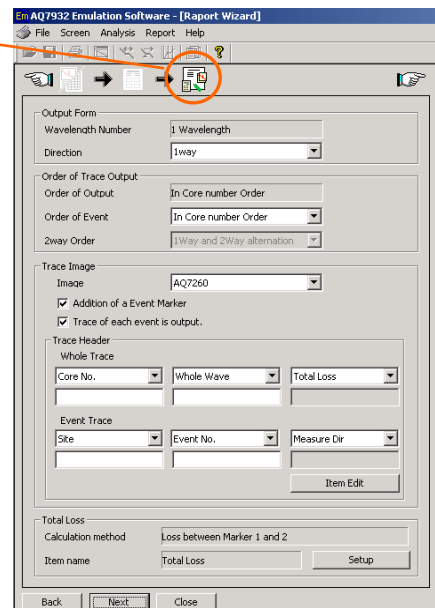 Em AQ7932 Emulation Software - [Raport Wizard]
File Screen Analysis Report Help
Output Form
Wavelength Number 1 Wavelength
Direction 1way
Order of Trace Output
Order of Output In Core number Order
Order of Event In Core number Order
2way Order 1Way and 2Way alternation
Trace Image
Image AQ7260
Addition of a Event Marker
Trace of each event is output.
Trace Header
Whole Trace
Core No. Whole Wave Total Loss
Event Trace
Site Event No. Measure Dir
Item Edit
Total Loss
Calculation method Loss between Marker 1 and 2
Item name Total Loss Setup
Back Next Close